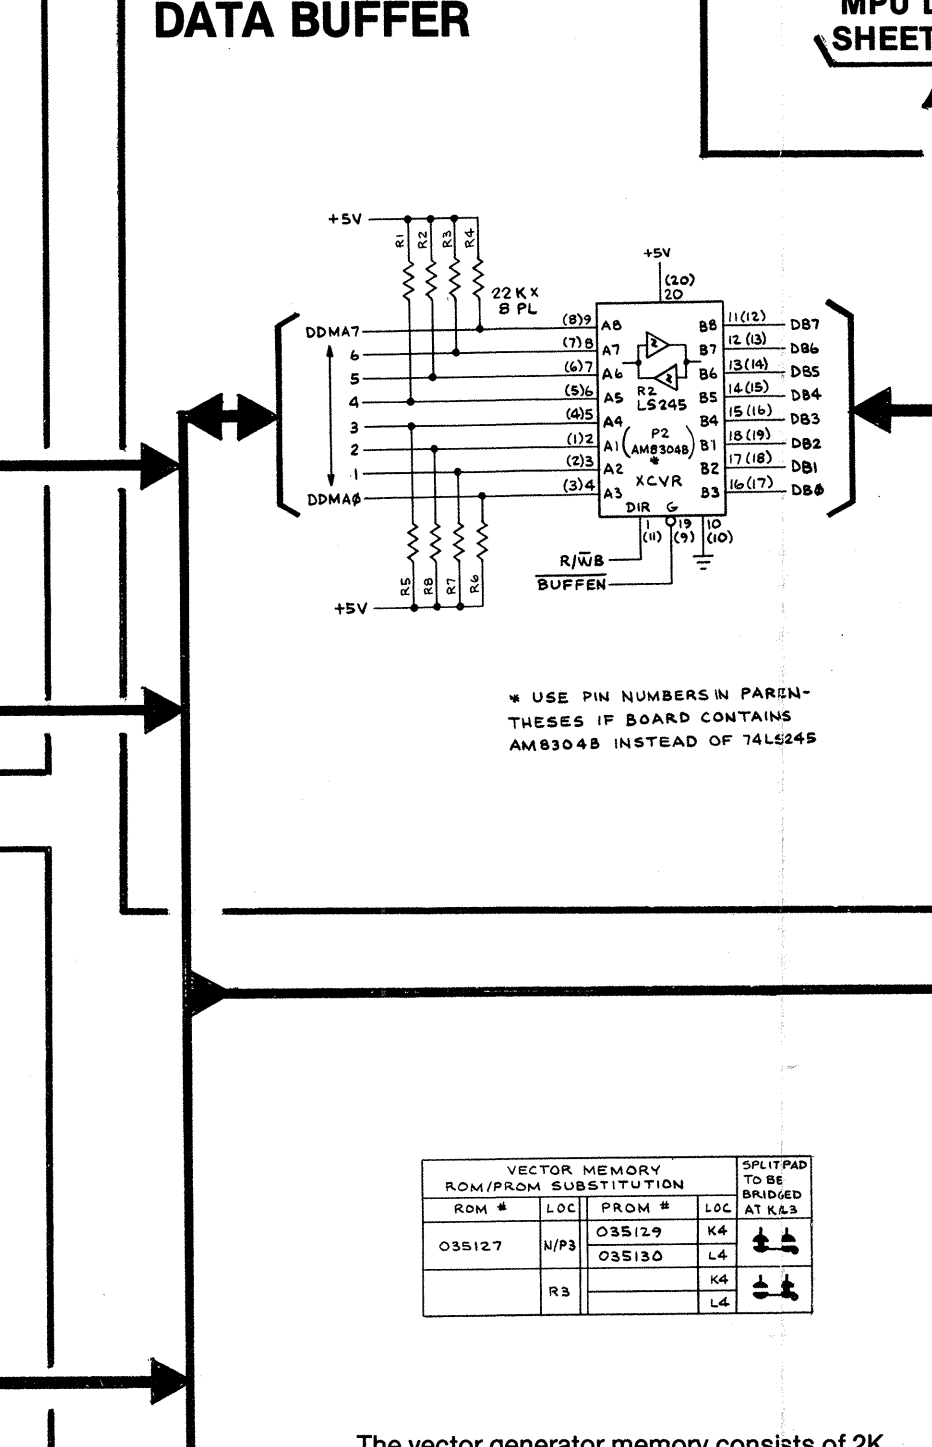 DATA BUFFER
MPU
SHEET
+5V
R1 R2 R3 R4
22K X
8 PL
+5V
(20)
20
DDMA7 (8)9 A8 B8 11(12) DB7
6 (7)8 A7 B7 12(13) DB6
5 (6)7 A6 B6 13(14) DB5
4 (5)6 A5 B5 14(15) DB4
3 (4)5 A4 B4 15(16) DB3
2 (1)2 A1 B1 18(19) DB2
1 (2)3 A2 B2 17(18) DB1
DDMA0 (3)4 A3 B3 16(17) DB0
R2
LS245
P2
(AM8304B)
*
XCVR
DIR G
1 19 10
(11) (9) (10)
R/WB
BUFFEN
R5 R8 R7 R6
+5V
* USE PIN NUMBERS IN PAREN-
THESES IF BOARD CONTAINS
AM8304B INSTEAD OF 74LS245
VECTOR MEMORY
ROM/PROM SUBSTITUTION
SPLIT PAD
TO BE
BRIDGED
AT K/L3
ROM # LOC PROM # LOC
035127 N/P3 035129 K4
035130 L4
R3 K4
L4
The vector generator memory consists of 2K